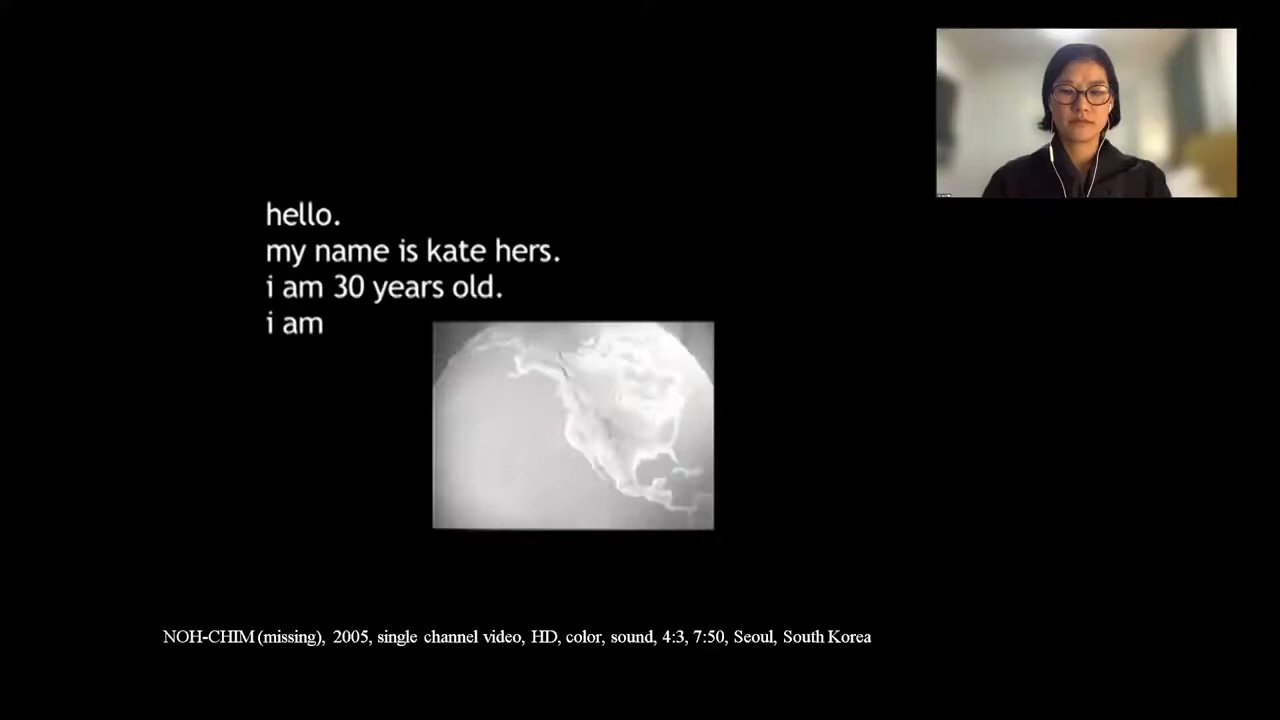 hello.
my name is kate hers.
i am 30 years old.
i am
NOH-CHIM (missing), 2005, single channel video, HD, color, sound, 4:3, 7:50, Seoul, South Korea